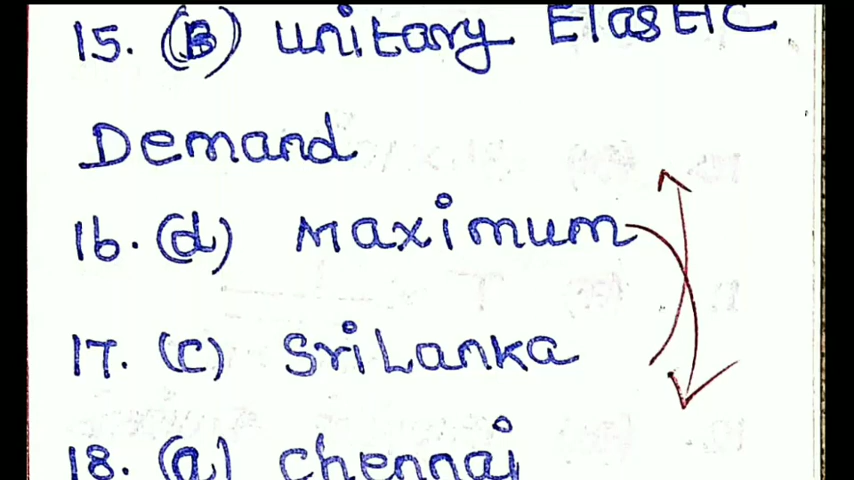 15. (B) Unitary Elastic
Demand
16. (d) Maximum
17. (c) SriLanka
18. (a) Chennai